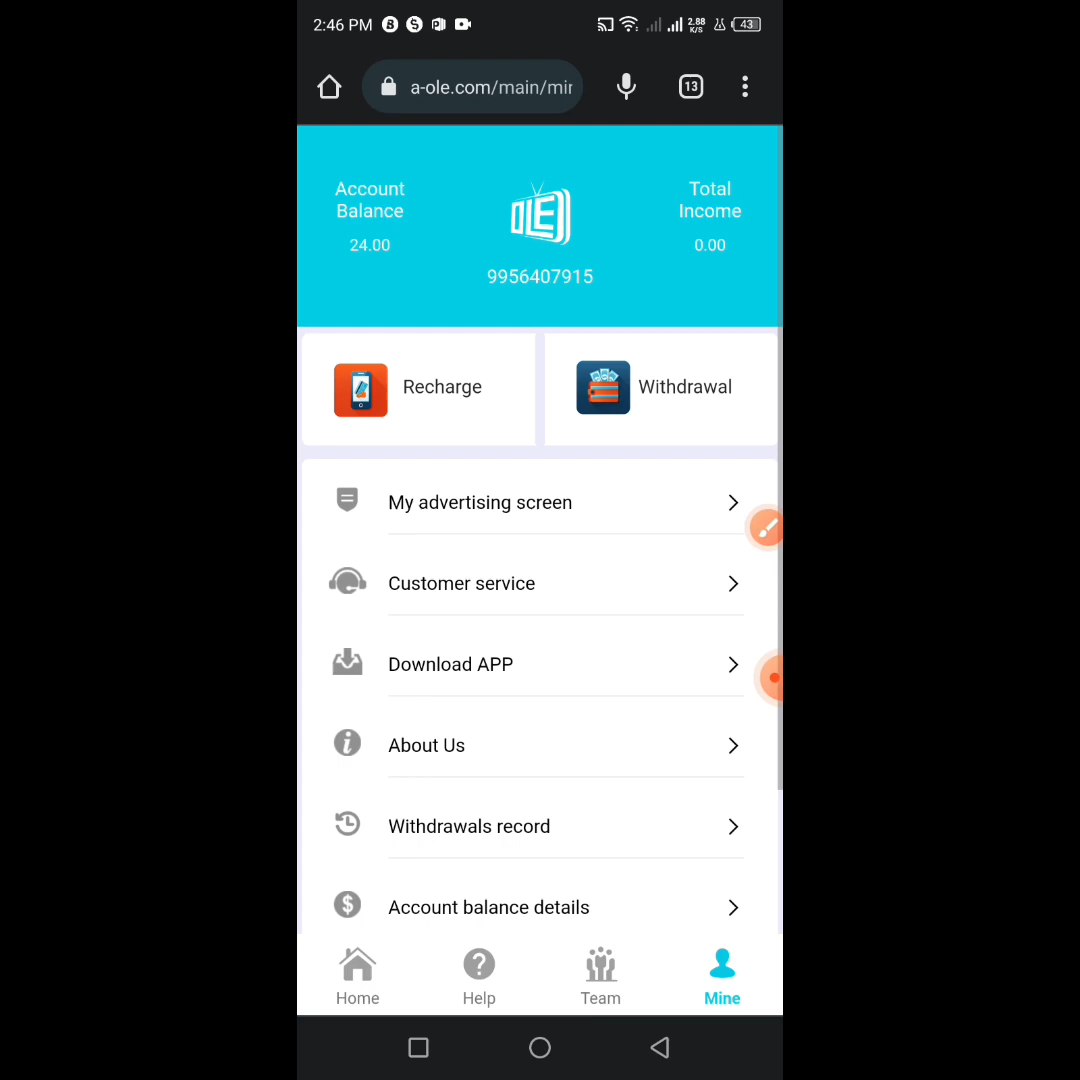 2:46 PM
2.88
K/S
43
a-ole.com/main/mir
13
Account
Balance
24.00
OLE
9956407915
Total
Income
0.00
Recharge
Withdrawal
My advertising screen
Customer service
Download APP
About Us
Withdrawals record
Account balance details
Home
Help
Team
Mine